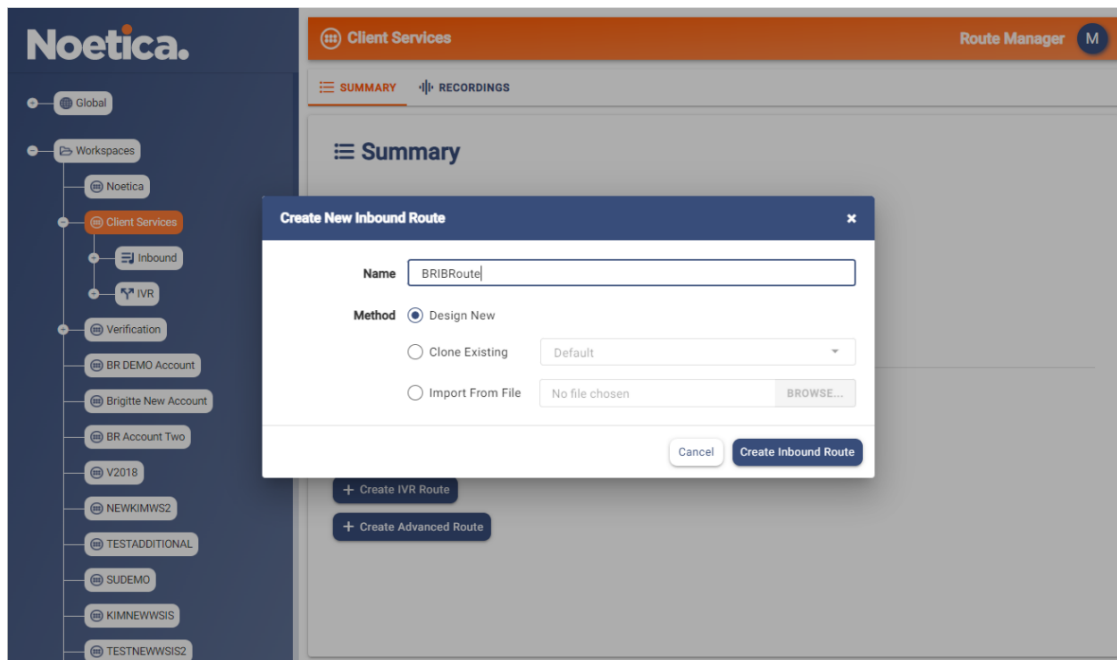 Noetica.
Client Services
Route Manager M
SUMMARY RECORDINGS
Global
Summary
Workspaces
Noetica
Client Services
Inbound
IVR
Verification
BR DEMO Account
Brigitte New Account
BR Account Two
V2018
NEWKIMWS2
TESTADDITIONAL
SUDEMO
KIMNEWWSIS
TESTNEWWSIS2
Create New Inbound Route ×
Name BRIBRoute
Method Design New
Clone Existing Default
Import From File No file chosen BROWSE...
Cancel Create Inbound Route
+ Create IVR Route
+ Create Advanced Route